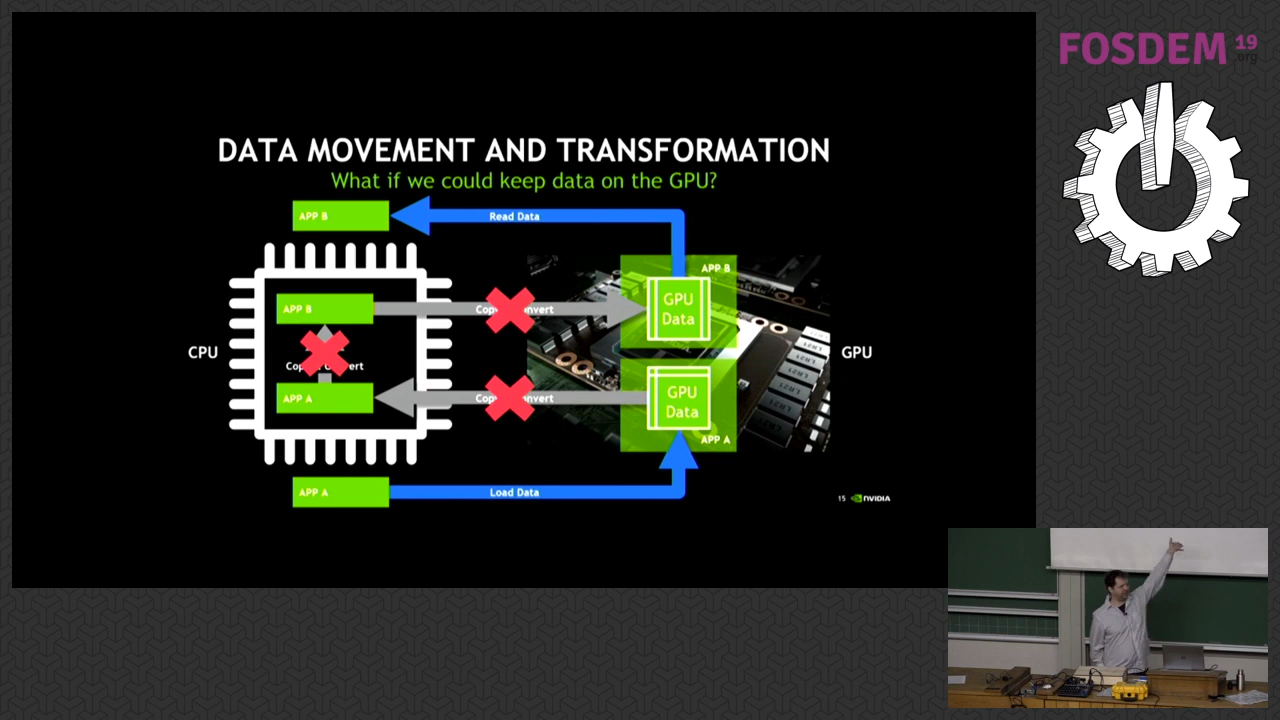 FOSDEM 19
.org
DATA MOVEMENT AND TRANSFORMATION
What if we could keep data on the GPU?
APP B
Read Data
APP B
APP B
GPU
Data
CPU
GPU
APP A
GPU
Data
APP A
Load Data
APP A
15 NVIDIA